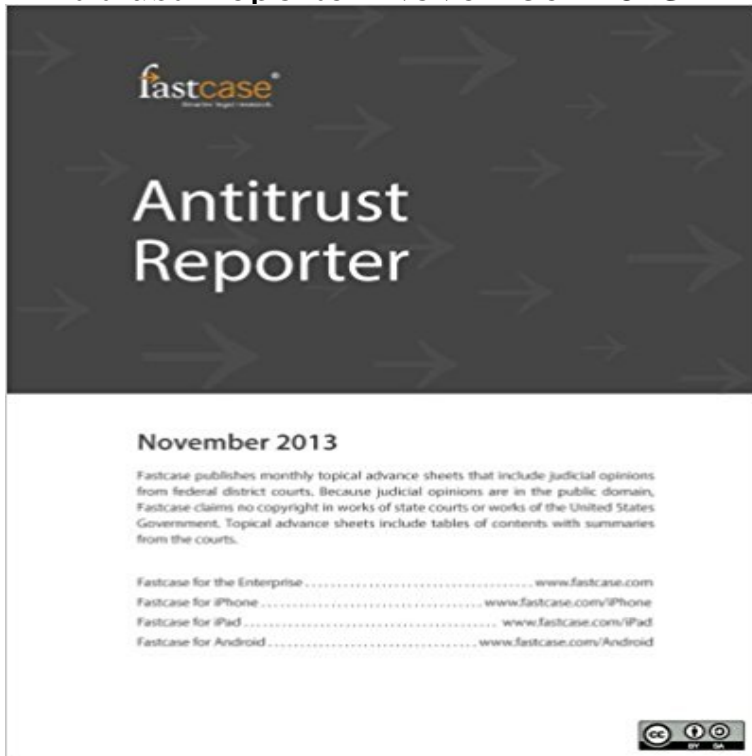 fastcase®
Antitrust
Reporter
November 2013
Fastcase publishes monthly topical advance sheets that include judicial opinions
from federal district courts. Because judicial opinions are in the public domain,
Fastcase claims no copyright in works of state courts or works of the United States
Government. Topical advance sheets include tables of contents with summaries
from the courts.
Fastcase for the Enterprise ........................................ www.fastcase.com
Fastcase for iPhone ........................................ www.fastcase.com/iPhone
Fastcase for iPad ........................................ www.fastcase.com/iPad
Fastcase for Android ........................................ www.fastcase.com/Android
cc
BY SA